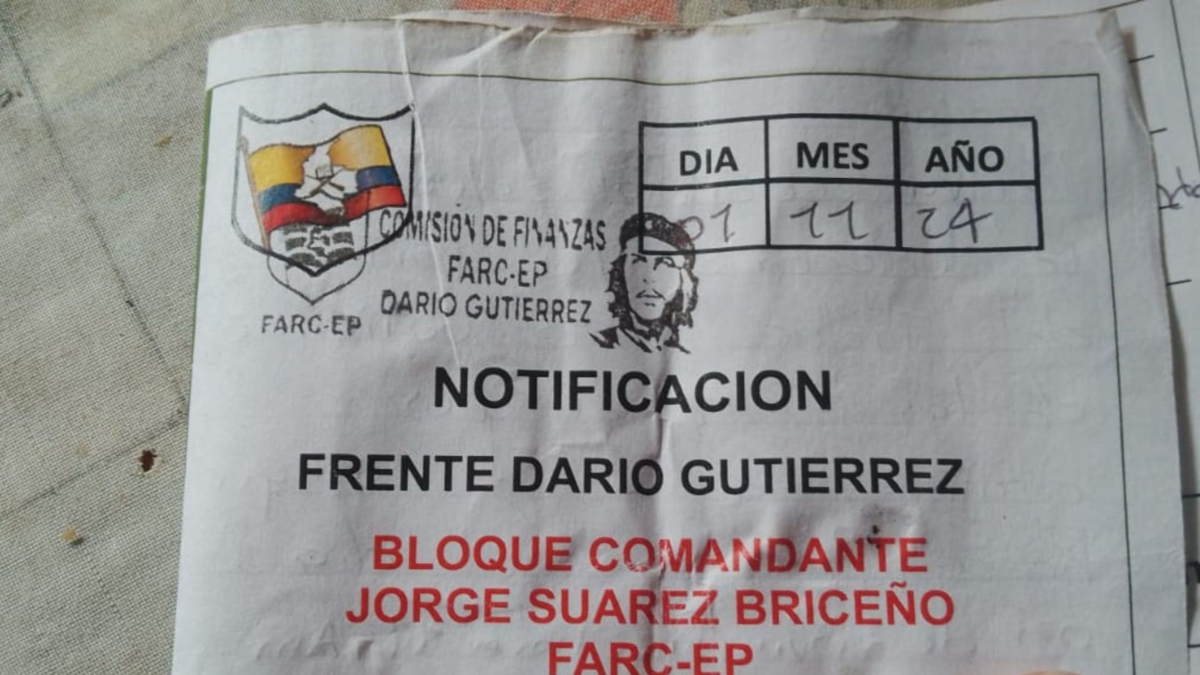 DIA MES AÑO
01 11 24
COMISIÓN DE FINANZAS
FARC-EP
DARIO GUTIERREZ
FARC-EP
NOTIFICACION
FRENTE DARIO GUTIERREZ
BLOQUE COMANDANTE
JORGE SUAREZ BRICEÑO
FARC-EP